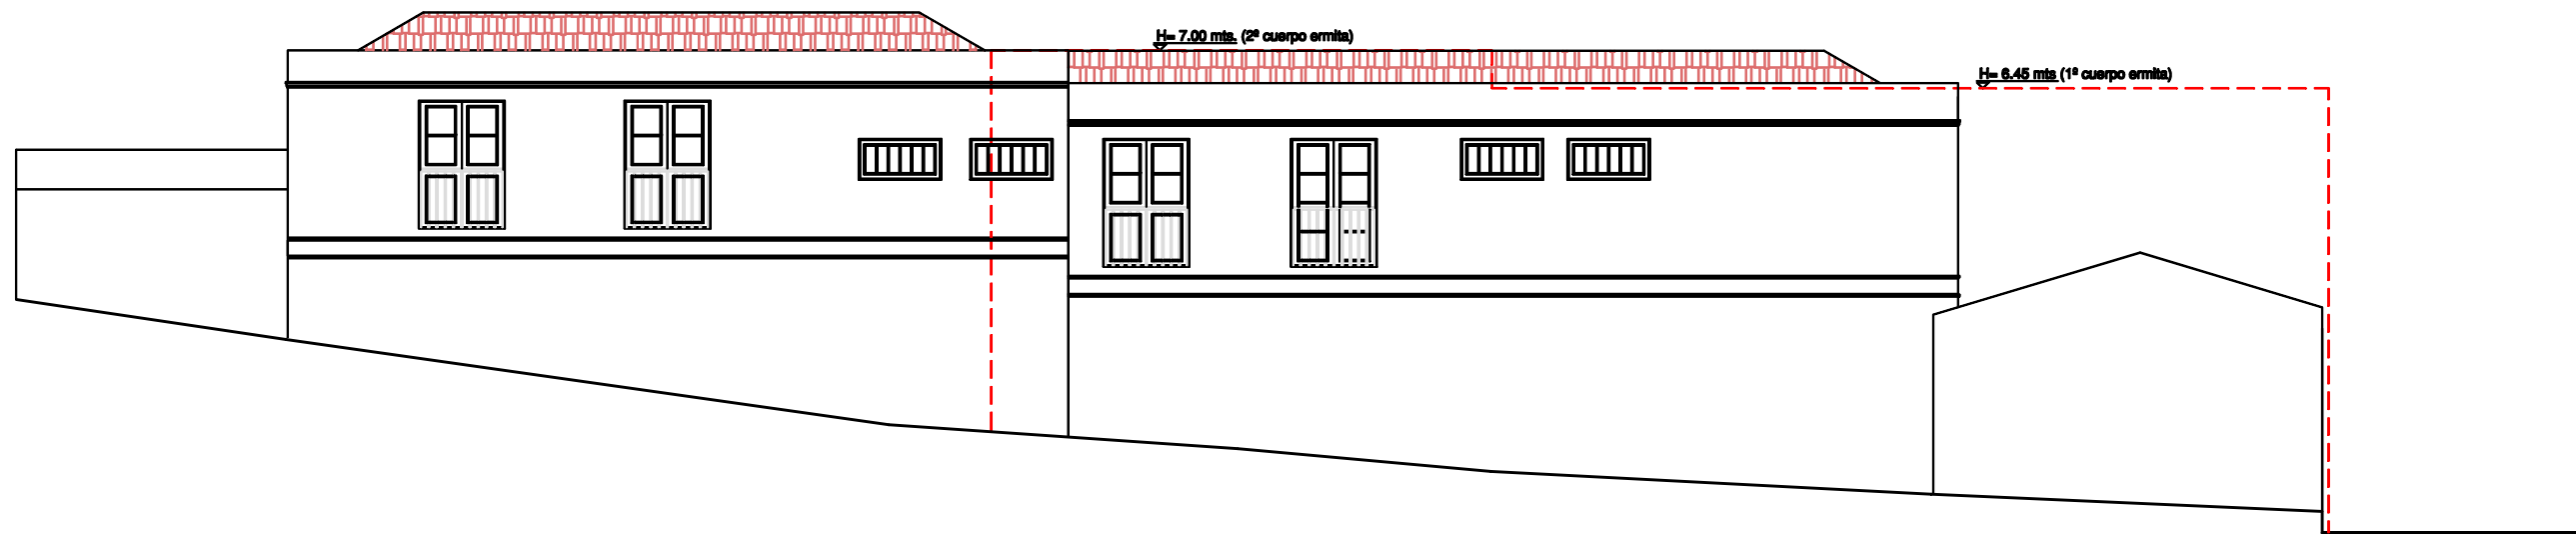 H= 7.00 mts. (2º cuerpo ermita)
H= 6.45 mts (1º cuerpo ermita)